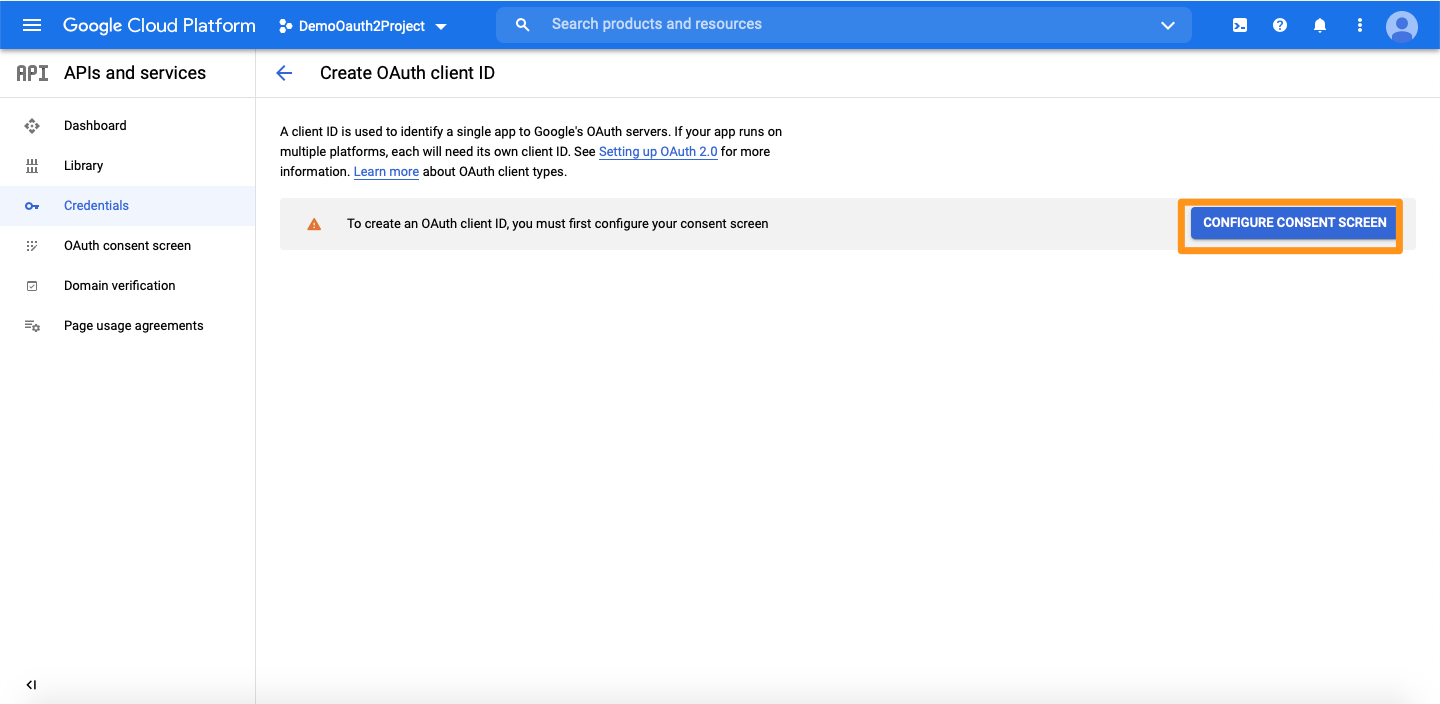 Google Cloud Platform
DemoOauth2Project
Search products and resources
API
APIs and services
Create OAuth client ID
Dashboard
Library
Credentials
OAuth consent screen
Domain verification
Page usage agreements
A client ID is used to identify a single app to Google's OAuth servers. If your app runs on
multiple platforms, each will need its own client ID. See Setting up OAuth 2.0 for more
information. Learn more about OAuth client types.
To create an OAuth client ID, you must first configure your consent screen
CONFIGURE CONSENT SCREEN